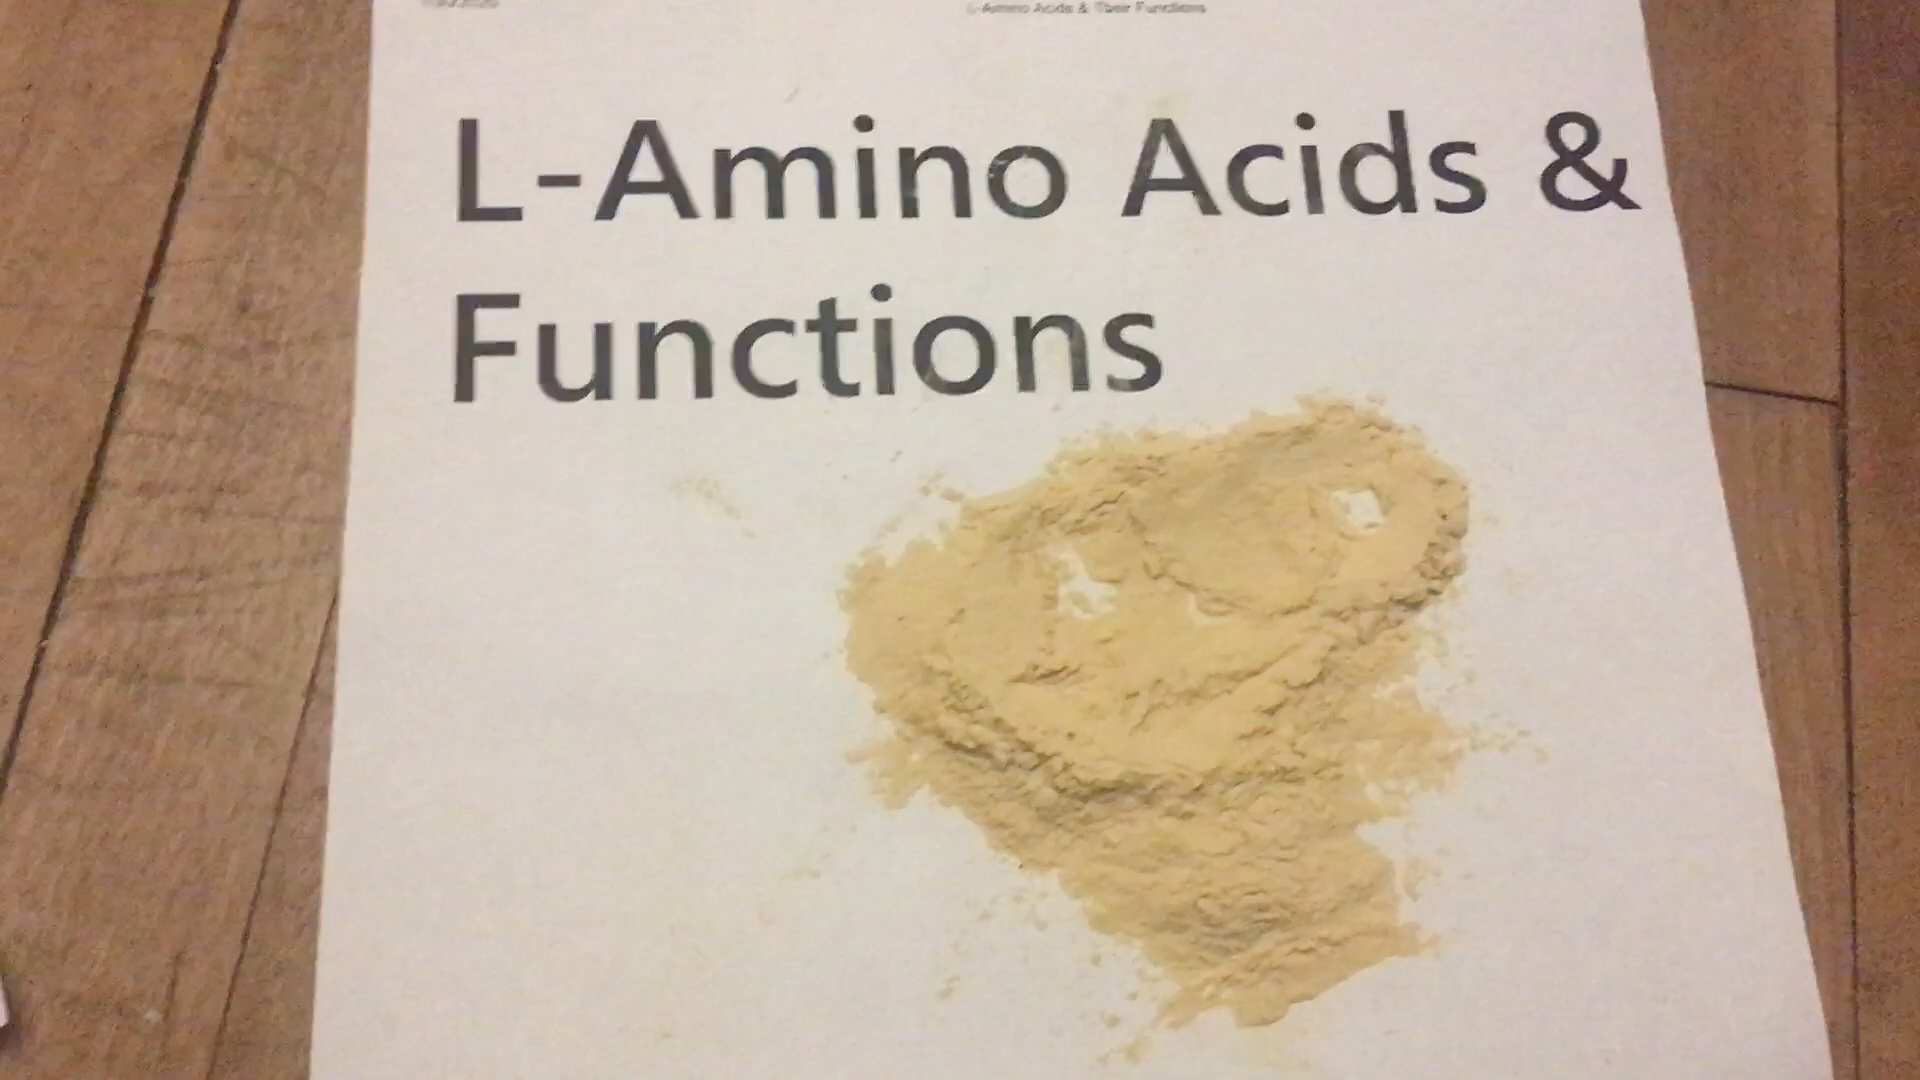 L-Amino Acids & Their Functions
L-Amino Acids &
Functions